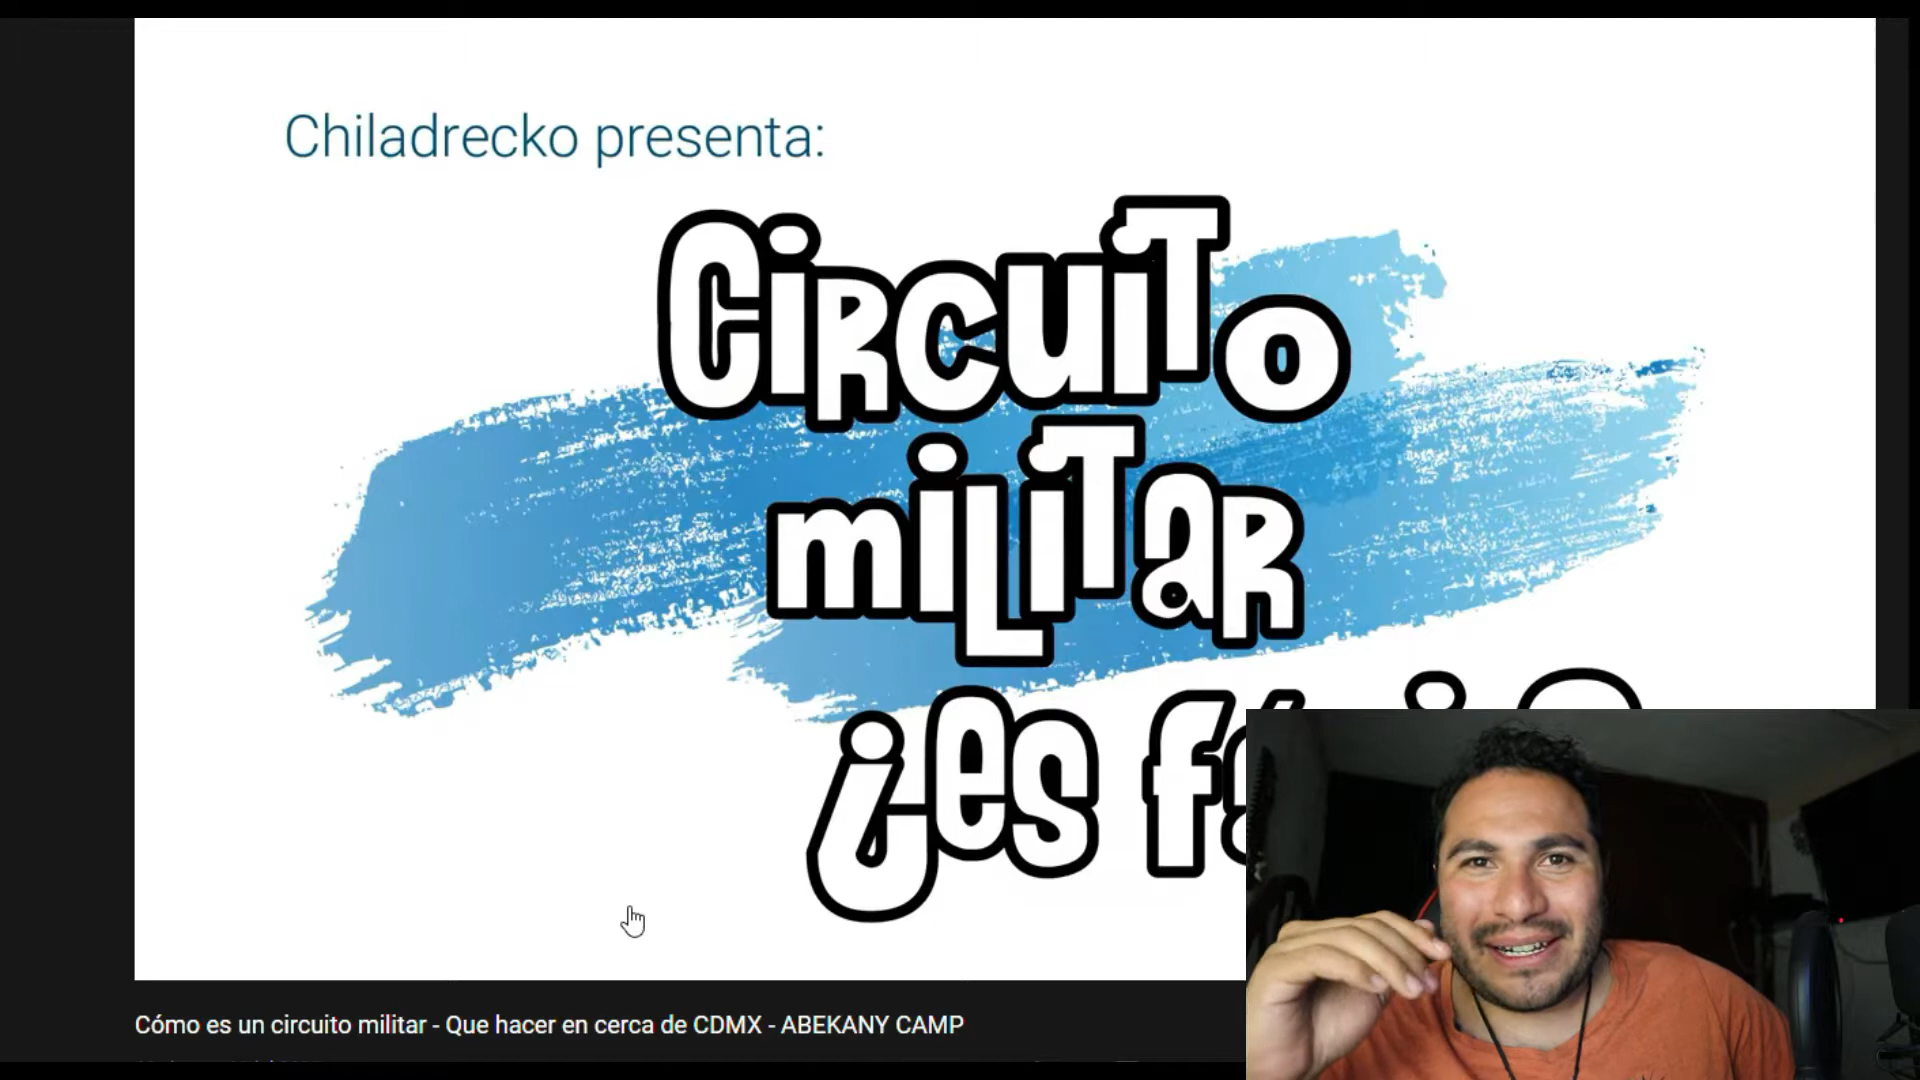 Chiladrecko presenta:
Circuito
militar
¿es
Cómo es un circuito militar - Que hacer en cerca de CDMX - ABEKANY CAMP